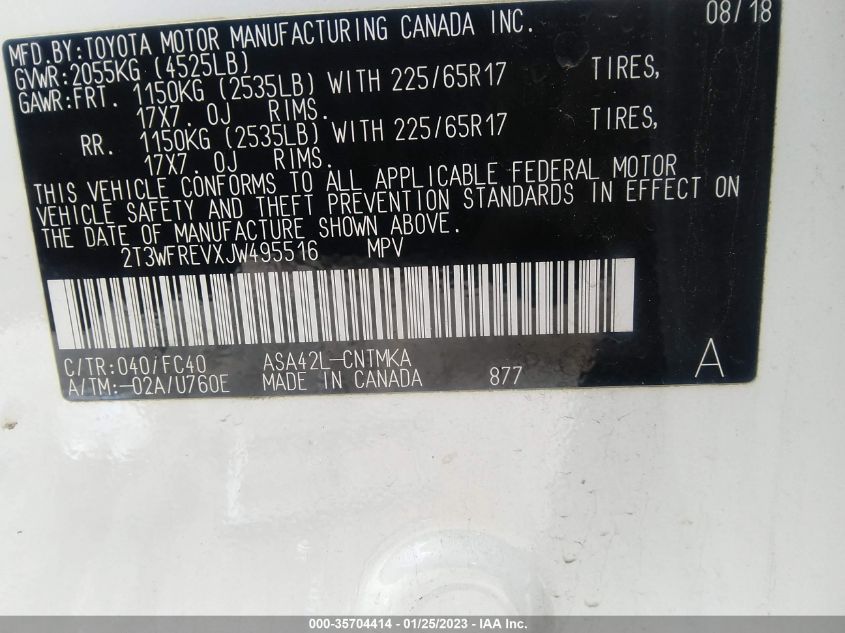 MFD.BY:TOYOTA MOTOR MANUFACTURING CANADA INC. 08/18
GVWR:2055KG (4525LB)
GAWR:FRT. 1150KG (2535LB) WITH 225/65R17 TIRES,
17X7.0J RIMS.
RR. 1150KG (2535LB) WITH 225/65R17 TIRES,
17X7.0J RIMS.
THIS VEHICLE CONFORMS TO ALL APPLICABLE FEDERAL MOTOR
VEHICLE SAFETY AND THEFT PREVENTION STANDARDS IN EFFECT ON
THE DATE OF MANUFACTURE SHOWN ABOVE.
2T3WFREVXJW495516 MPV
C/TR:040/FC40 ASA42L-CNTMKA
A/TM:-02A/U760E MADE IN CANADA 877 A
000-35704414 - 01/25/2023 - IAA Inc.